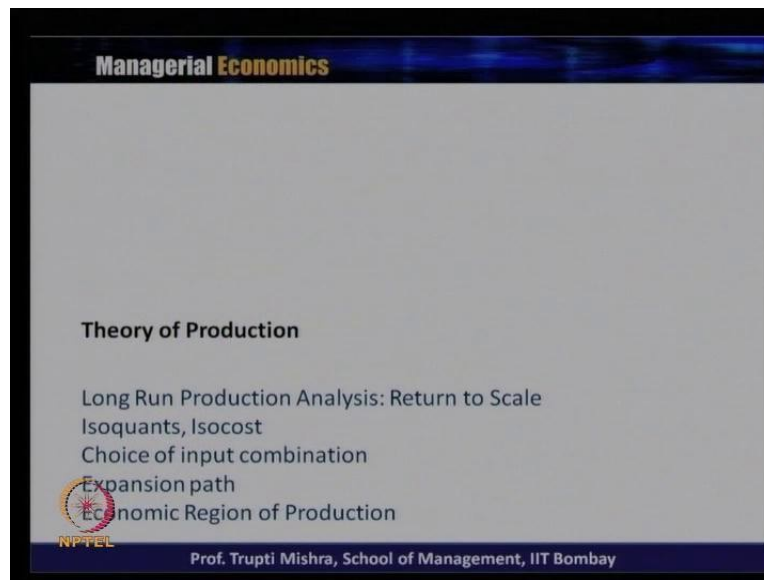 Managerial Economics
Theory of Production
Long Run Production Analysis: Return to Scale
Isoquants, Isocost
Choice of input combination
Expansion path
Economic Region of Production
NPTEL
Prof. Trupti Mishra, School of Management, IIT Bombay